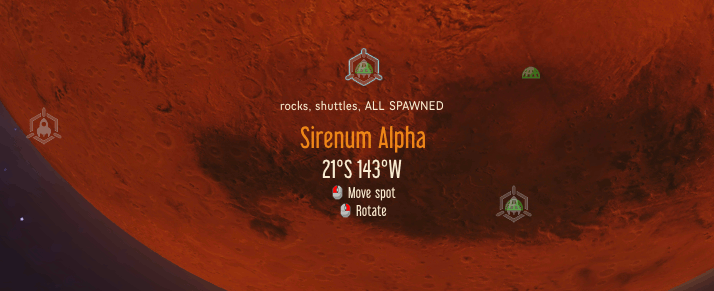 rocks, shuttles, ALL SPAWNED
Sirenum Alpha
21°S 143°W
Move spot
Rotate